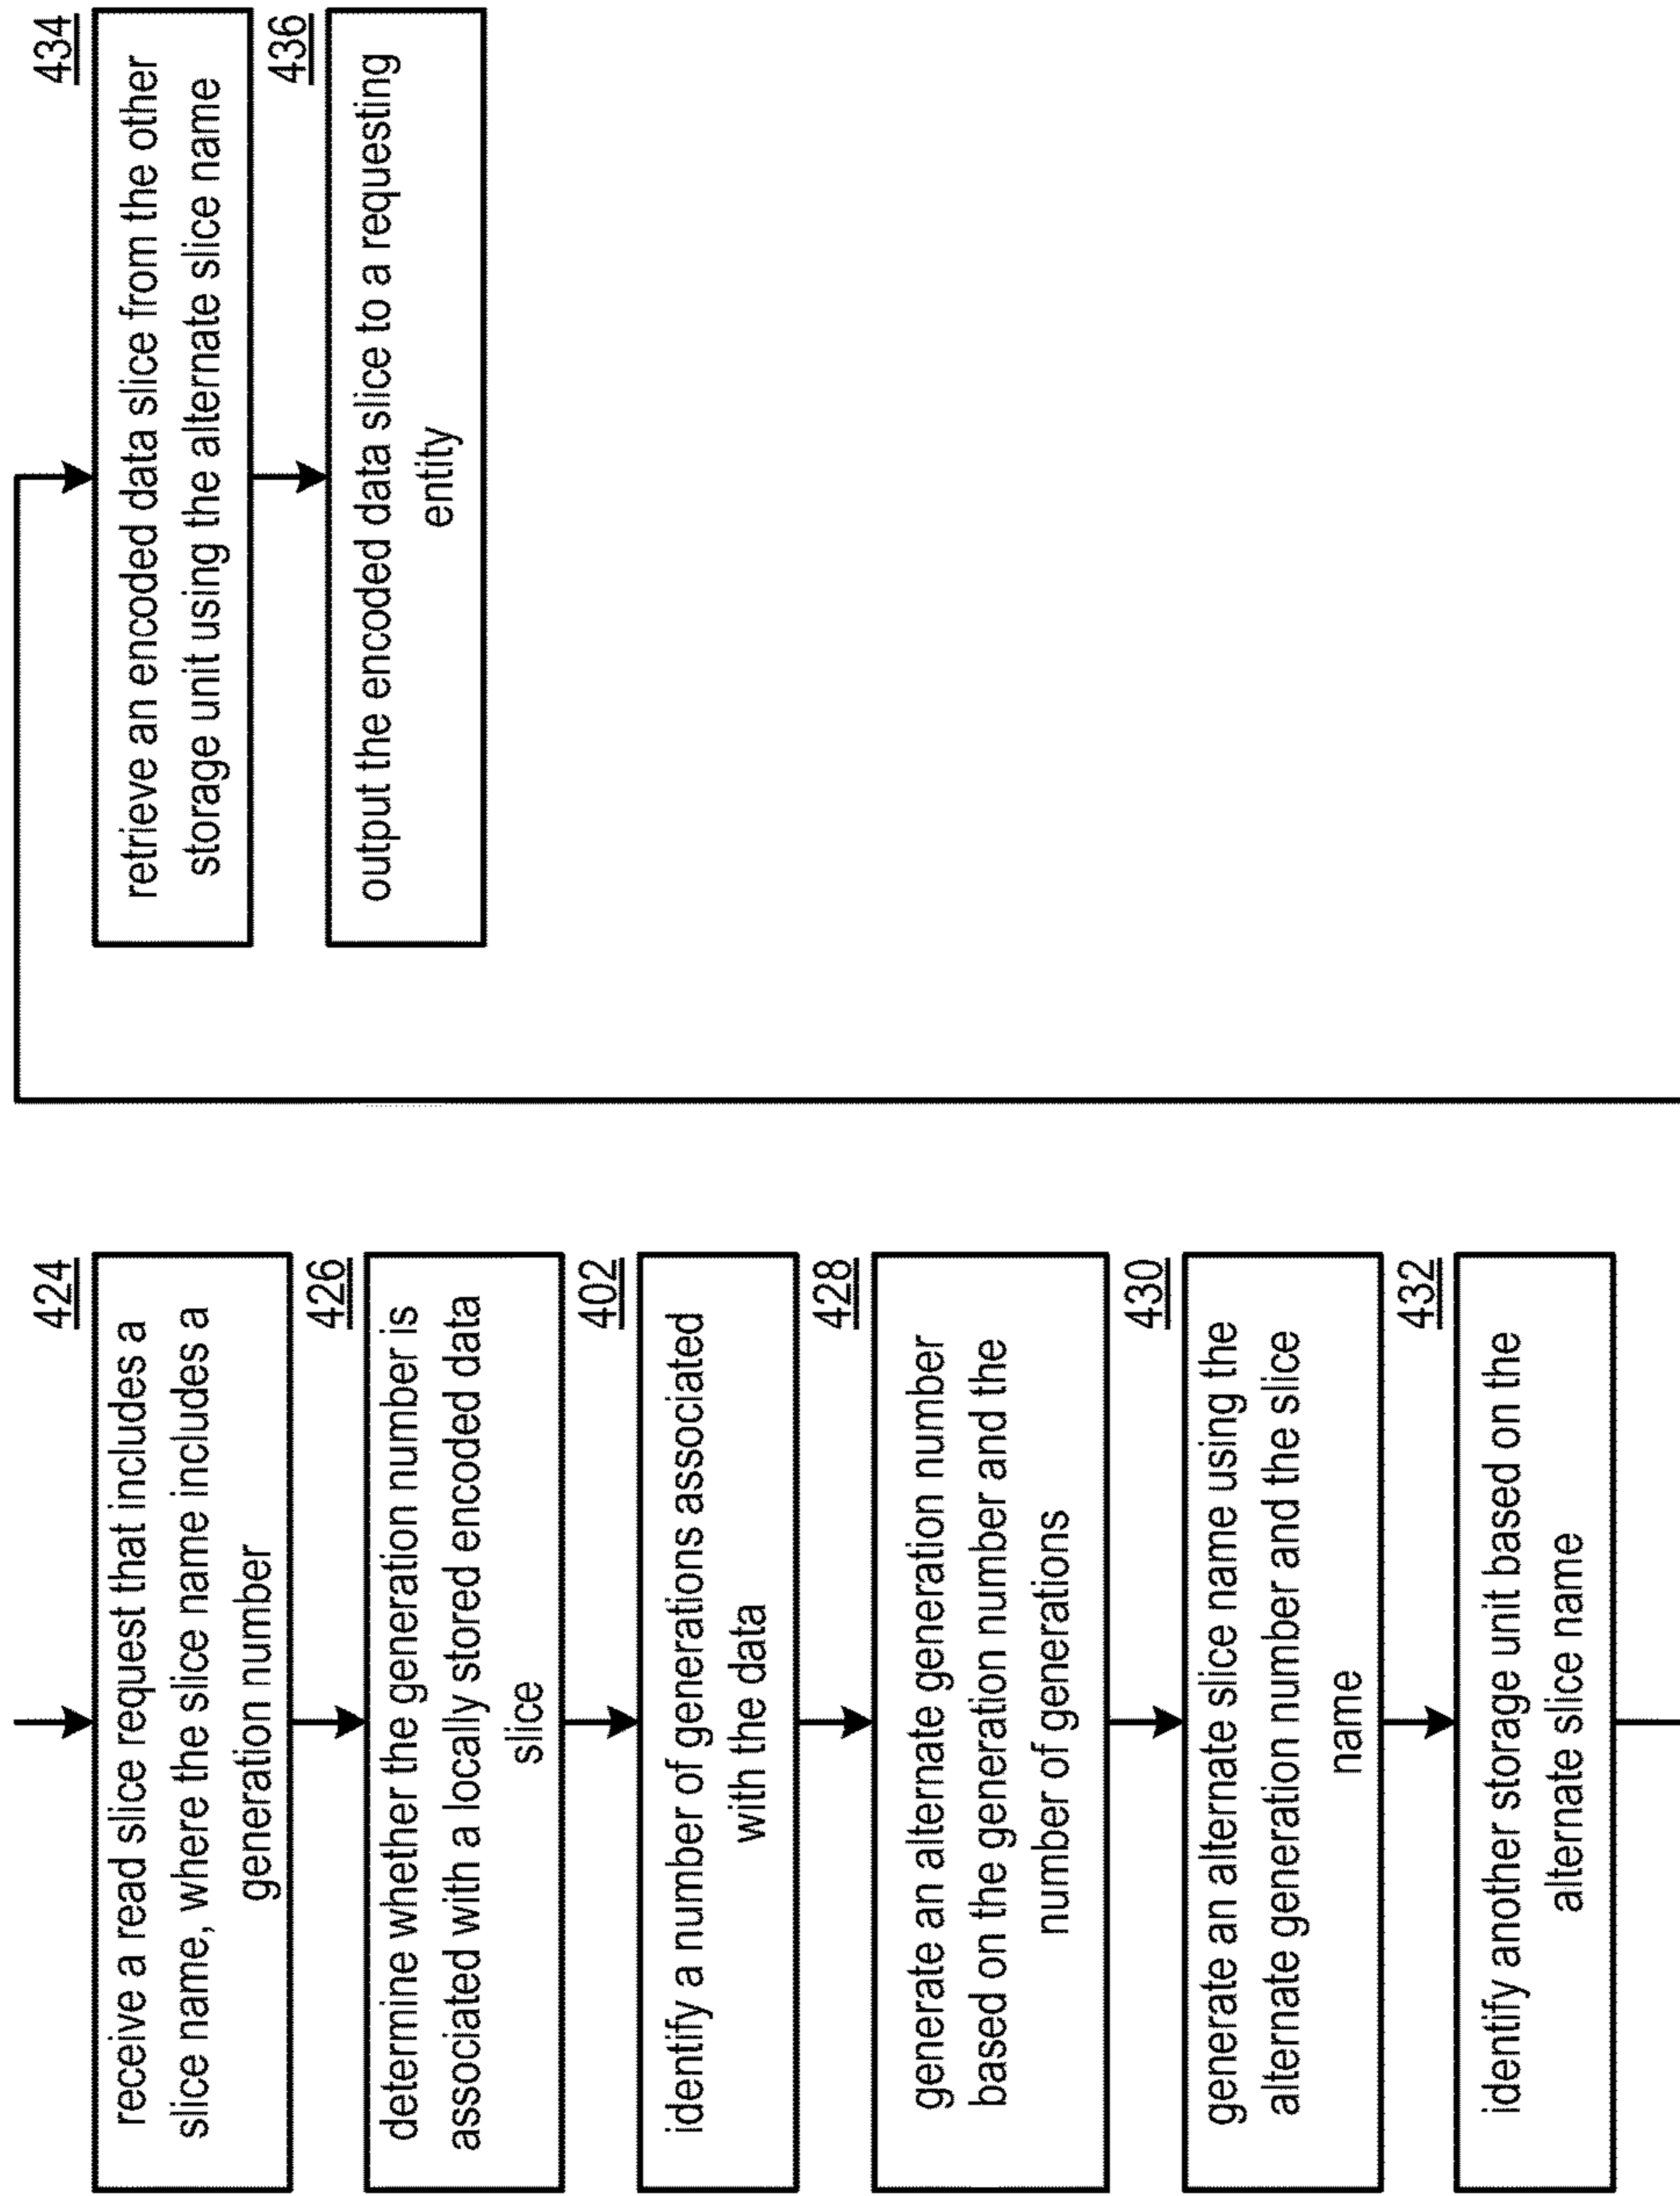 424
receive a read slice request that includes a
slice name, where the slice name includes a
generation number
426
determine whether the generation number is
associated with a locally stored encoded data
slice
402
identify a number of generations associated
with the data
428
generate an alternate generation number
based on the generation number and the
number of generations
430
generate an alternate slice name using the
alternate generation number and the slice
name
432
identify another storage unit based on the
alternate slice name
434
retrieve an encoded data slice from the other
storage unit using the alternate slice name
436
output the encoded data slice to a requesting
entity